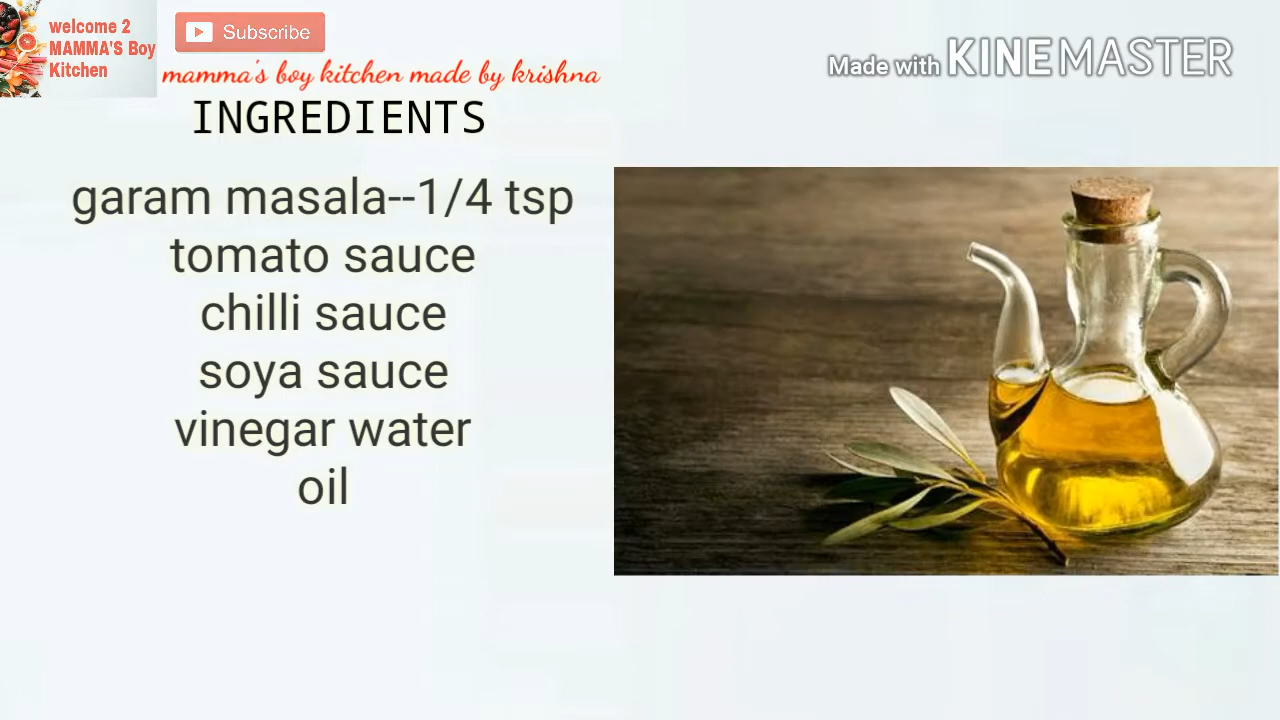 welcome 2
MAMMA'S Boy
Kitchen
Subscribe
mamma's boy kitchen made by krishna
Made with KINEMASTER
INGREDIENTS
garam masala--1/4 tsp
tomato sauce
chilli sauce
soya sauce
vinegar water
oil